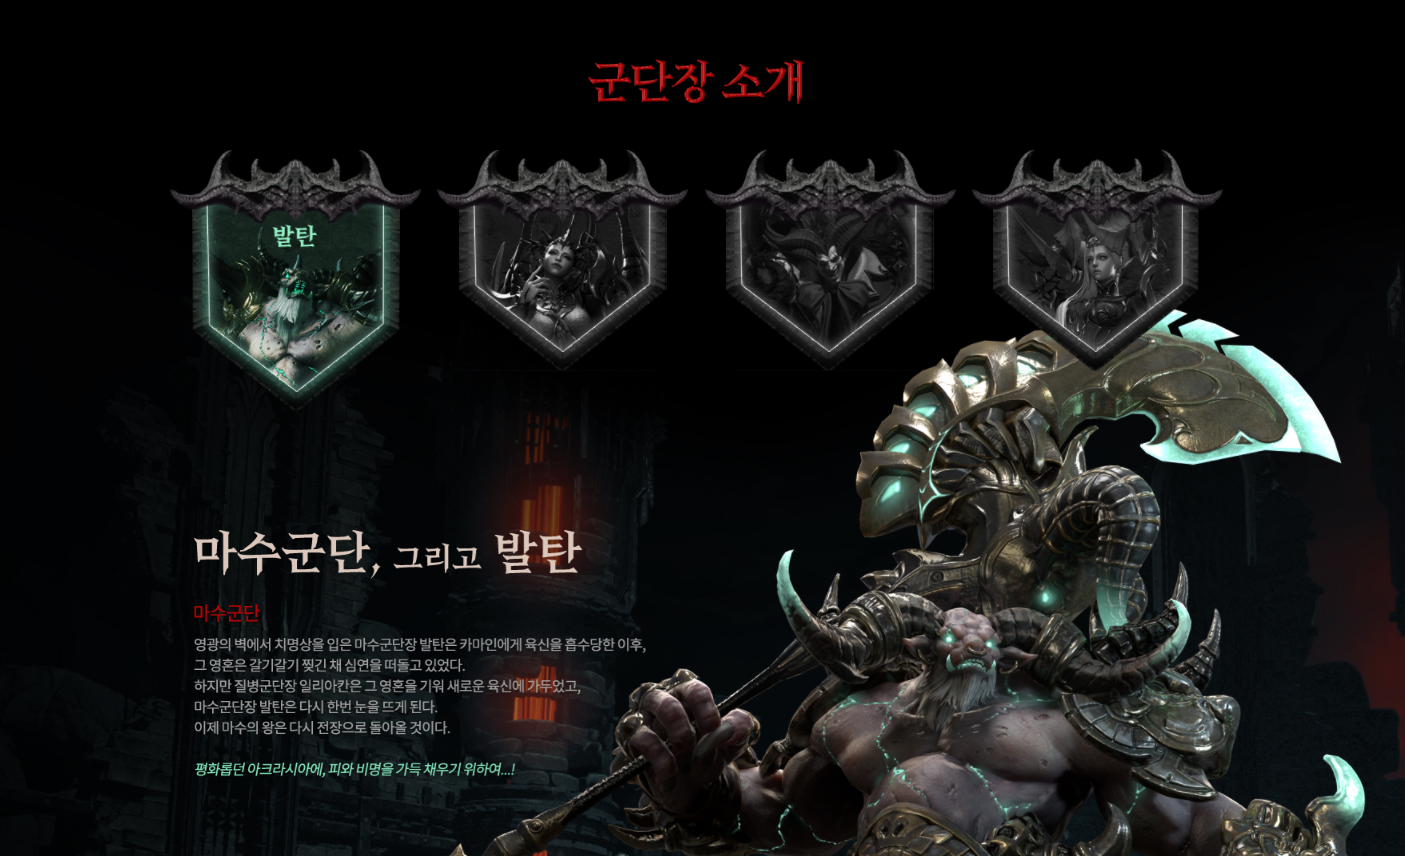 군단장 소개
발탄
마수군단, 그리고 발탄
마수군단
영광의 벽에서 치명상을 입은 마수군단장 발탄은 카마인에게 육신을 흡수당한 이후,
그 영혼은 갈기갈기 찢긴 채 심연을 떠돌고 있었다.
하지만 질병군단장 일리아칸은 그 영혼을 기워 새로운 육신에 가두었고,
마수군단장 발탄은 다시 한번 눈을 뜨게 된다.
이제 마수의 왕은 다시 전장으로 돌아올 것이다.
평화롭던 아크라시아에, 피와 비명을 가득 채우기 위하여...!